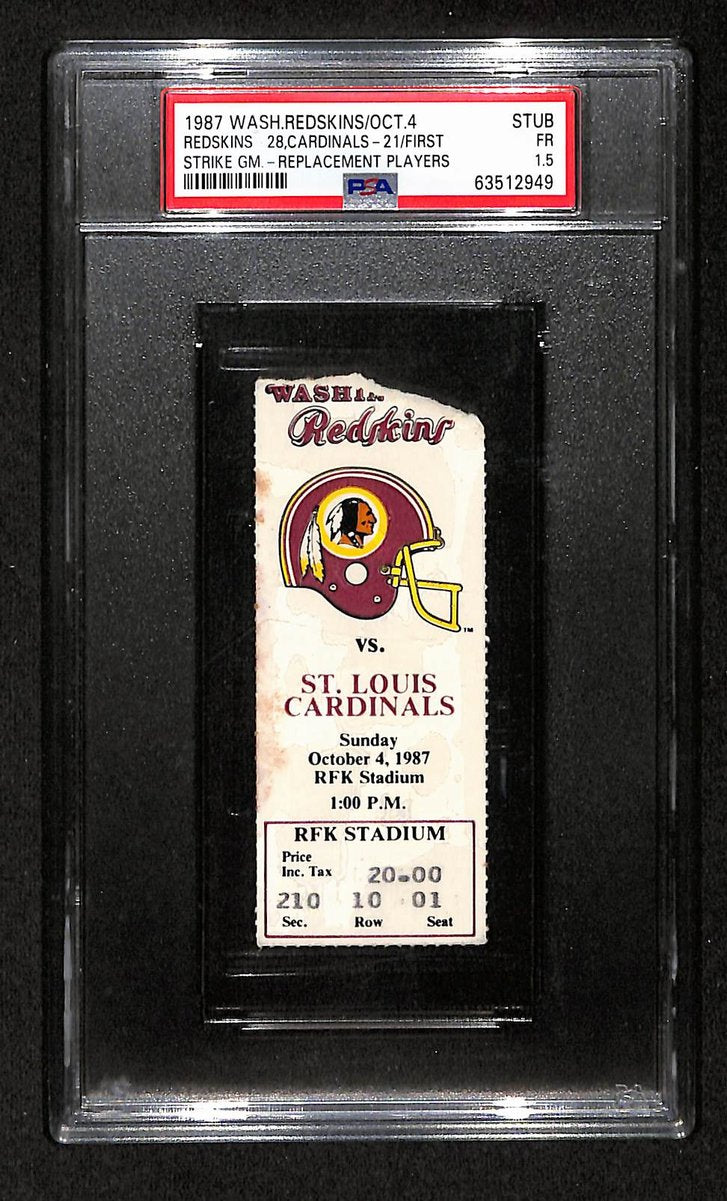 1987 WASH.REDSKINS/OCT.4 STUB
REDSKINS 28,CARDINALS-21/FIRST FR
STRIKE GM.-REPLACEMENT PLAYERS 1.5
PSA 63512949
Redskins
TM
vs.
ST. LOUIS
CARDINALS
Sunday
October 4, 1987
RFK Stadium
1:00 P.M.
RFK STADIUM
Price
Inc. Tax 20.00
210 10 01
Sec. Row Seat